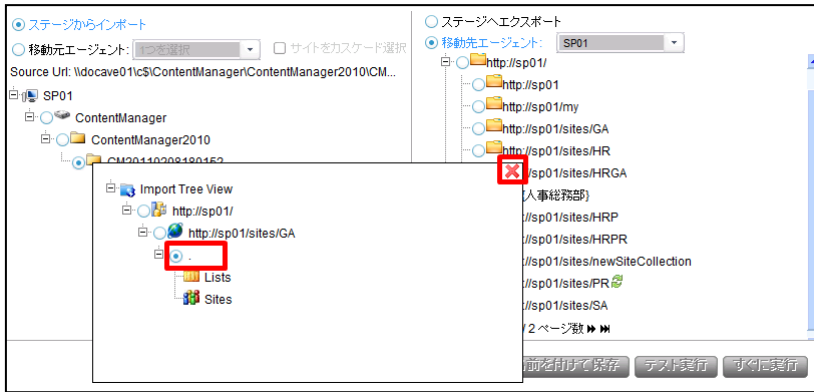 ステージからインポート
移動元エージェント: 1つを選択 サイトをカスケード選択
Source Url: \\docave01\c$\ContentManager\ContentManager2010\CM...
SP01
ContentManager
ContentManager2010
CM20110208180152
Import Tree View
http://sp01/
http://sp01/sites/GA
.
Lists
Sites
ステージへエクスポート
移動先エージェント: SP01
http://sp01/
http://sp01
http://sp01/my
http://sp01/sites/GA
http://sp01/sites/HR
://sp01/sites/HRGA
人事総務部}
://sp01/sites/HRP
://sp01/sites/HRPR
://sp01/sites/newSiteCollection
://sp01/sites/PR
://sp01/sites/SA
/ 2 ページ数
前を付けて保存 テスト実行 すぐに実行